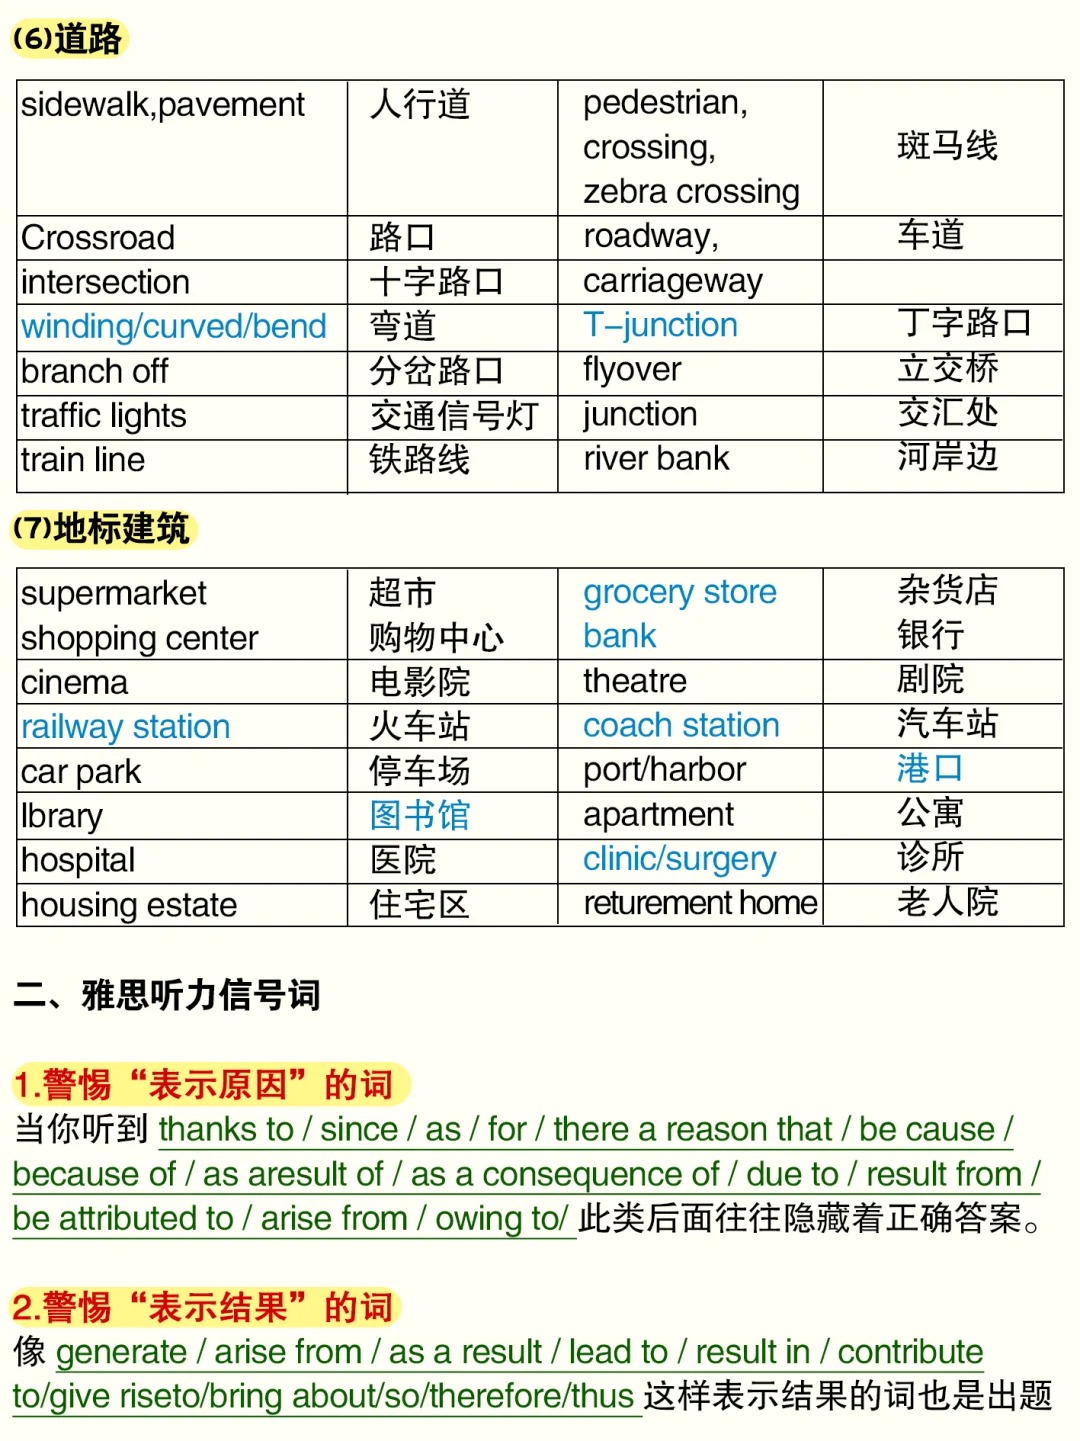 (6)道路
sidewalk,pavement 人行道 pedestrian,
crossing, 斑马线
zebra crossing
Crossroad 路口 roadway, 车道
intersection 十字路口 carriageway
winding/curved/bend 弯道 T-junction 丁字路口
branch off 分岔路口 flyover 立交桥
traffic lights 交通信号灯 junction 交汇处
train line 铁路线 river bank 河岸边
(7)地标建筑
supermarket 超市 grocery store 杂货店
shopping center 购物中心 bank 银行
cinema 电影院 theatre 剧院
railway station 火车站 coach station 汽车站
car park 停车场 port/harbor 港口
lbrary 图书馆 apartment 公寓
hospital 医院 clinic/surgery 诊所
housing estate 住宅区 returement home 老人院
二、雅思听力信号词
1.警惕“表示原因”的词
当你听到 thanks to / since / as / for / there a reason that / be cause /
because of / as aresult of / as a consequence of / due to / result from /
be attributed to / arise from / owing to/ 此类后面往往隐藏着正确答案。
2.警惕“表示结果”的词
像 generate / arise from / as a result / lead to / result in / contribute
to/give riseto/bring about/so/therefore/thus 这样表示结果的词也是出题